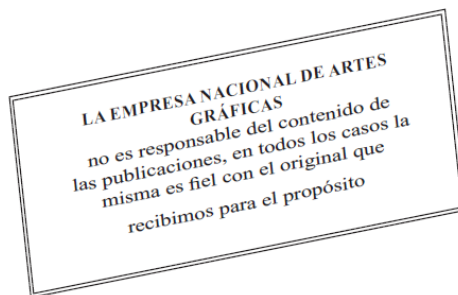 LA EMPRESA NACIONAL DE ARTES
GRÁFICAS
no es responsable del contenido de
las publicaciones, en todos los casos la
misma es fiel con el original que
recibimos para el propósito